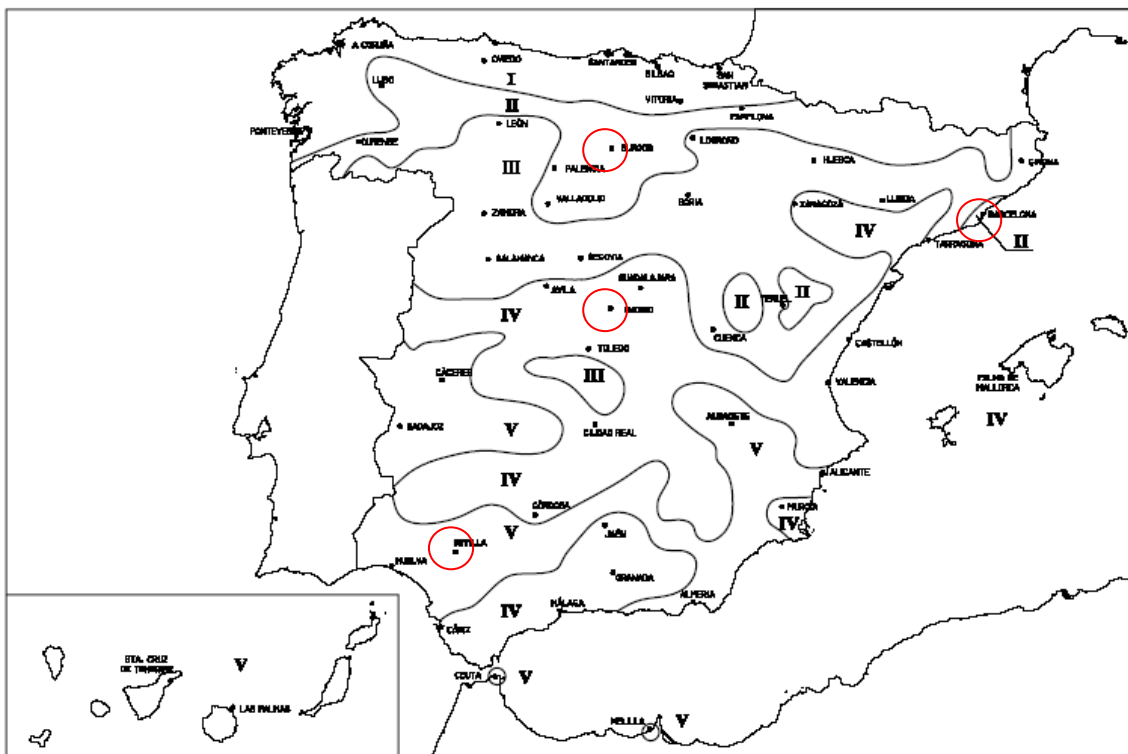 A CORUÑA
OVIEDO
SANTANDER
BILBAO
SAN
SEBASTIAN
LUGO
I
VITORIA
II
PAMPLONA
PONTEVEDRA
LEÓN
OURENSE
BURGOS
LOGROÑO
HUESCA
GIRONA
III
PALENCIA
ZAMORA
VALLADOLID
SORIA
ZARAGOZA
LLEIDA
BARCELONA
IV
TARRAGONA
II
SALAMANCA
SEGOVIA
AVILA
GUADALAJARA
II
II
TERUEL
IV
MADRID
CUENCA
TOLEDO
CASTELLÓN
CÁCERES
III
VALENCIA
PALMA DE
MALLORCA
BADAJOZ
V
CIUDAD REAL
ALBACETE
IV
V
IV
ALICANTE
CÓRDOBA
MURCIA
IV
V
JAÉN
SEVILLA
HUELVA
GRANADA
ALMERIA
IV
MÁLAGA
CÁDIZ
STA. CRUZ
DE TENERIFE
V
LAS PALMAS
CEUTA
V
MELILLA
V